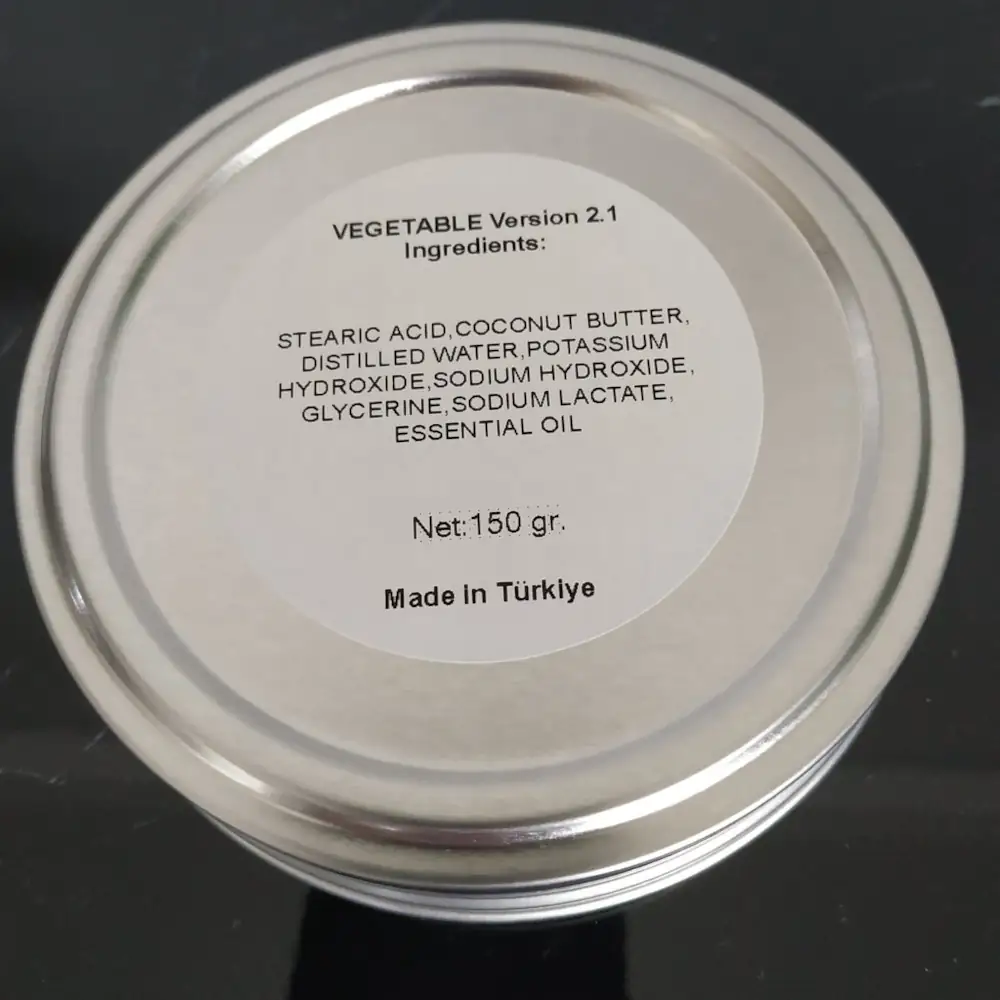 VEGETABLE Version 2.1
Ingredients:
STEARIC ACID,COCONUT BUTTER,
DISTILLED WATER,POTASSIUM
HYDROXIDE,SODIUM HYDROXIDE,
GLYCERINE,SODIUM LACTATE,
ESSENTIAL OIL
Net:150 gr.
Made in Türkiye